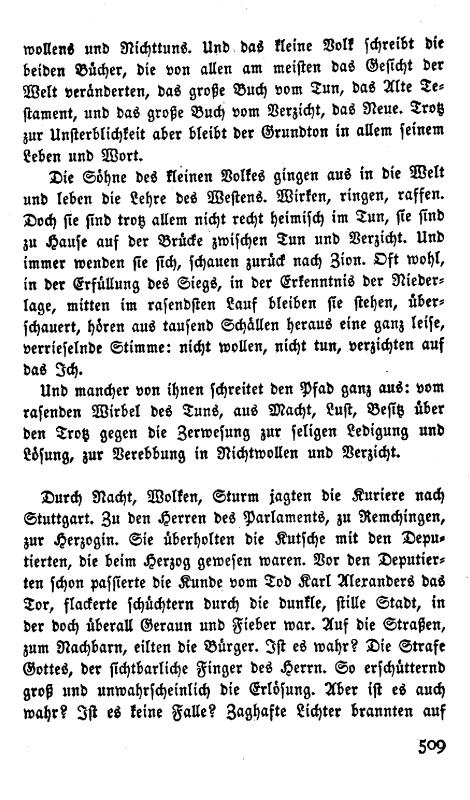 wollens und Nichttuns. Und das kleine Volk schreibt die
beiden Bücher, die von allen am meisten das Gesicht der
Welt veränderten, das große Buch vom Tun, das Alte Te-
stament, und das große Buch vom Verzicht, das Neue. Trotz
zur Unsterblichkeit aber bleibt der Grundton in allem seinem
Leben und Wort.
Die Söhne des kleinen Volkes gingen aus in die Welt
und leben die Lehre des Westens. Wirken, ringen, raffen.
Doch sie sind trotz allem nicht recht heimisch im Tun, sie sind
zu Hause auf der Brücke zwischen Tun und Verzicht. Und
immer wenden sie sich, schauen zurück nach Zion. Oft wohl,
in der Erfüllung des Siegs, in der Erkenntnis der Nieder-
lage, mitten im rasendsten Lauf bleiben sie stehen, über-
schauert, hören aus tausend Schällen heraus eine ganz leise,
verrieselnde Stimme: nicht wollen, nicht tun, verzichten auf
das Ich.
Und mancher von ihnen schreitet den Pfad ganz aus: vom
rasenden Wirbel des Tuns, aus Macht, Lust, Besitz über
den Trotz gegen die Zerwesung zur seligen Ledigung und
Lösung, zur Verebbung in Nichtwollen und Verzicht.
Durch Nacht, Wolken, Sturm jagten die Kuriere nach
Stuttgart. Zu den Herren des Parlaments, zu Remchingen,
zur Herzogin. Sie überholten die Kutsche mit den Depu-
tierten, die beim Herzog gewesen waren. Vor den Deputier-
ten schon passierte die Kunde vom Tod Karl Alexanders das
Tor, flackerte schüchtern durch die dunkle, stille Stadt, in
der doch überall Geraun und Fieber war. Auf die Straßen,
zum Nachbarn, eilten die Bürger. Ist es wahr? Die Strafe
Gottes, der sichtbarliche Finger des Herrn. So erschütternd
groß und unwahrscheinlich die Erlösung. Aber ist es auch
wahr? Ist es keine Falle? Zaghafte Lichter brannten auf
509